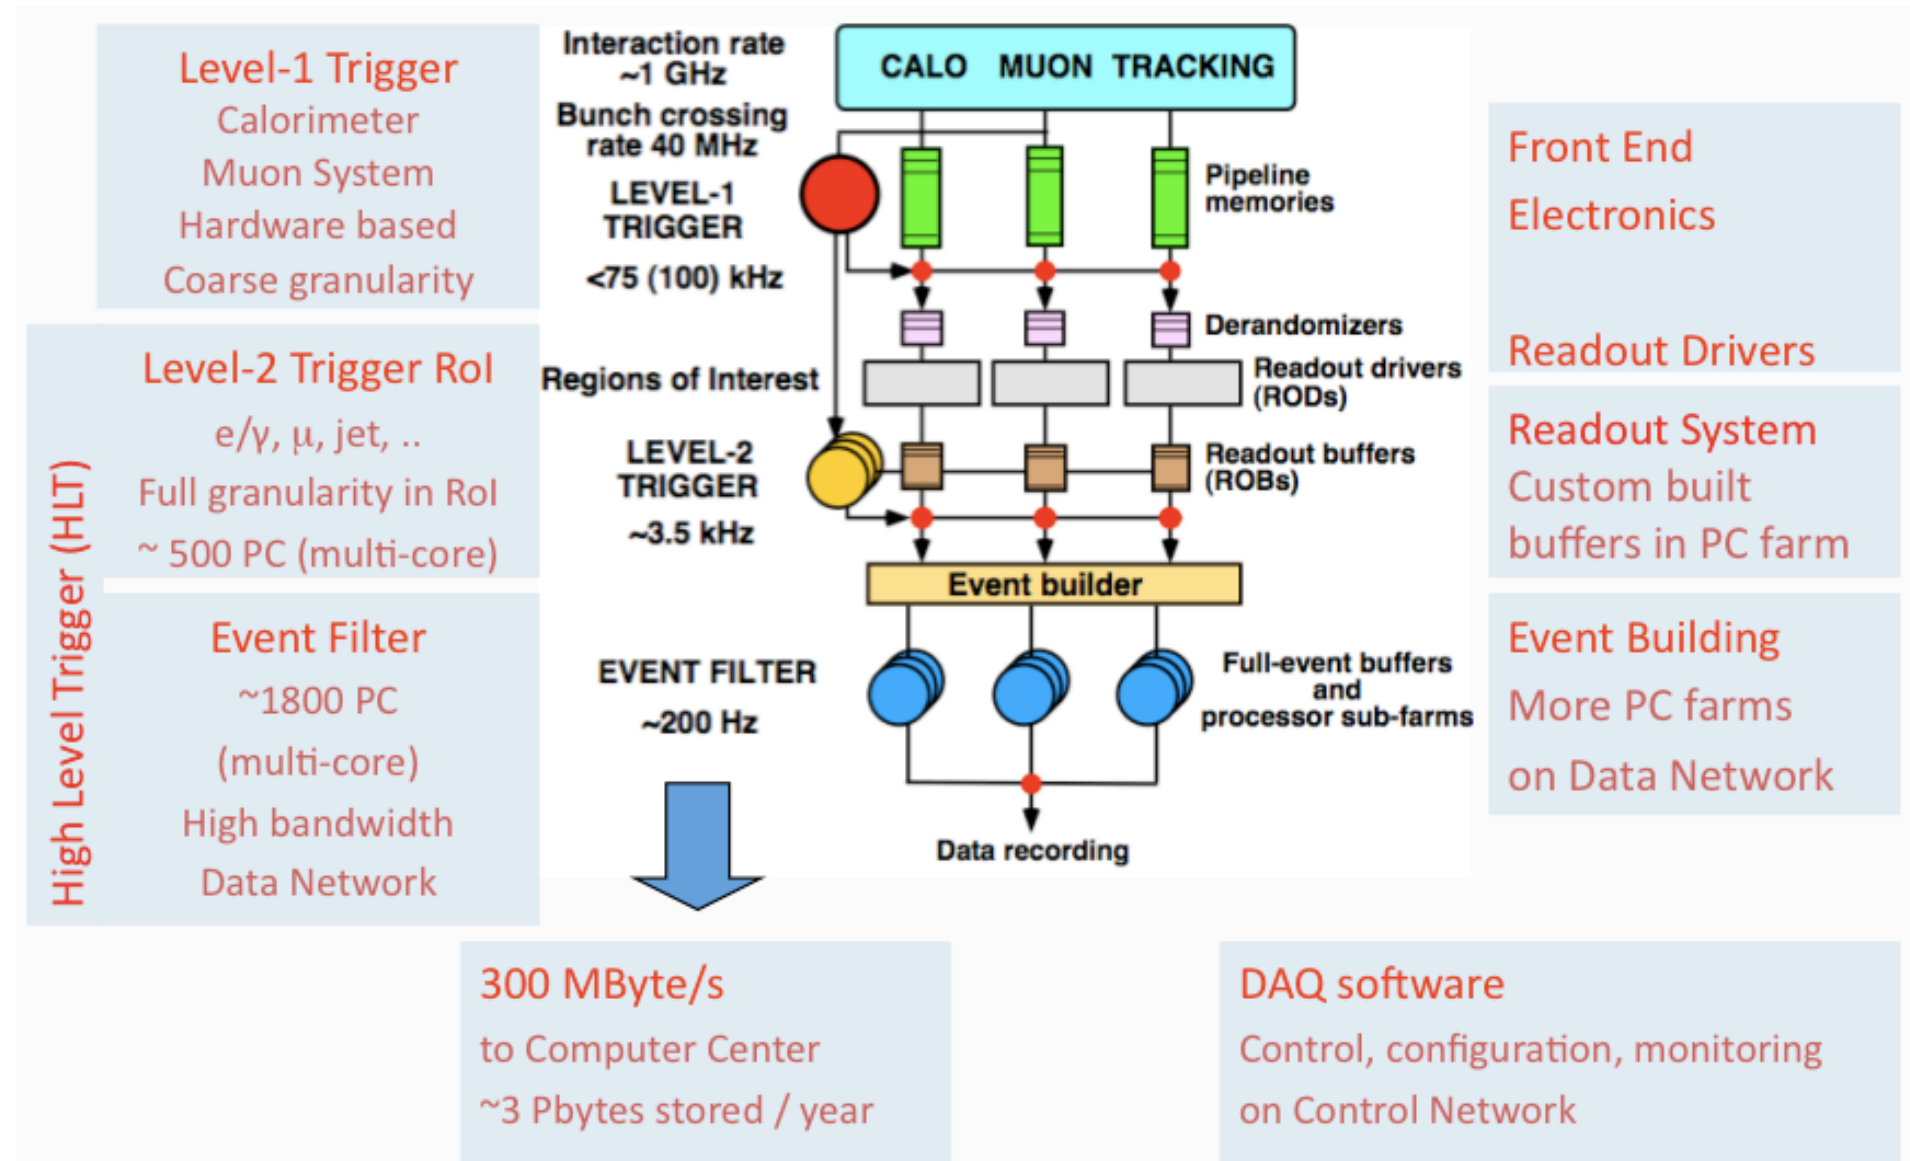 Level-1 Trigger
Calorimeter
Muon System
Hardware based
Coarse granularity
High Level Trigger (HLT)
Level-2 Trigger RoI
e/γ, μ, jet, ..
Full granularity in RoI
~ 500 PC (multi-core)
Event Filter
~1800 PC
(multi-core)
High bandwidth
Data Network
Interaction rate
~1 GHz
Bunch crossing
rate 40 MHz
LEVEL-1
TRIGGER
<75 (100) kHz
Regions of Interest
LEVEL-2
TRIGGER
~3.5 kHz
EVENT FILTER
~200 Hz
CALO MUON TRACKING
Pipeline
memories
Derandomizers
Readout drivers
(RODs)
Readout buffers
(ROBs)
Event builder
Full-event buffers
and
processor sub-farms
Data recording
Front End
Electronics
Readout Drivers
Readout System
Custom built
buffers in PC farm
Event Building
More PC farms
on Data Network
300 MByte/s
to Computer Center
~3 Pbytes stored / year
DAQ software
Control, configuration, monitoring
on Control Network